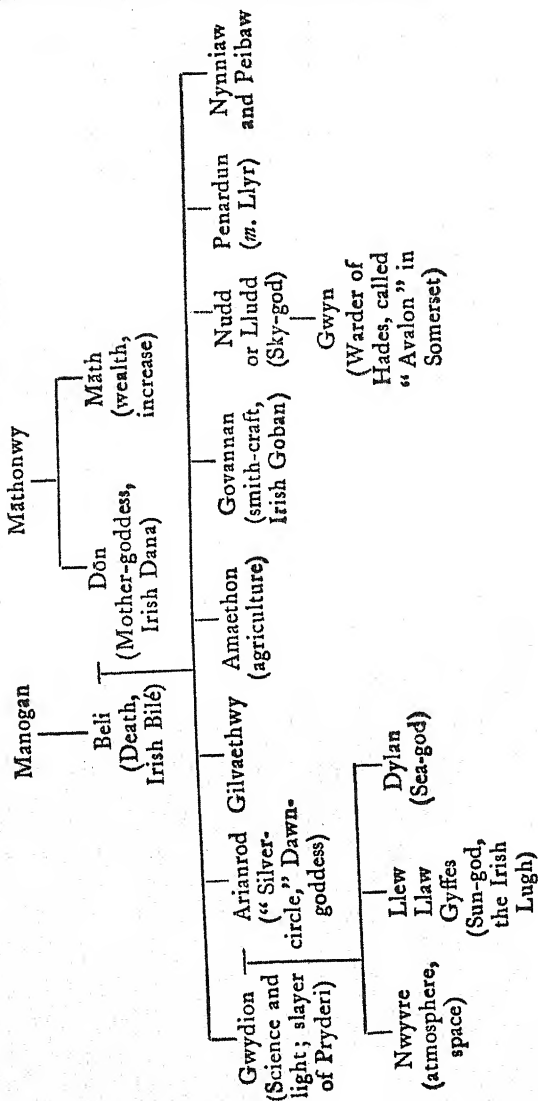 Manogan
Mathonwy
Beli
(Death,
Irish Bilé)
Dōn
(Mother-goddess,
Irish Dana)
Māth
(wealth,
increase)
Gwydion
(Science and
light; slayer
of Pryderi)
Arianrod
(“ Silver-
circle,” Dawn-
goddess)
Gilvaethwy
Amaethon
(agriculture)
Govannan
(smith-craft,
Irish Goban)
Nudd
or Lludd
(Sky-god)
Penardun
(m. Llyr)
Nynniaw
and Peibaw
Gwyn
(Warder of
Hades, called
“ Avalon ” in
Somerset)
Nwyvre
(atmosphere,
space)
Llew
Llaw
Gyffes
(Sun-god,
the Irish
Lugh)
Dylan
(Sea-god)